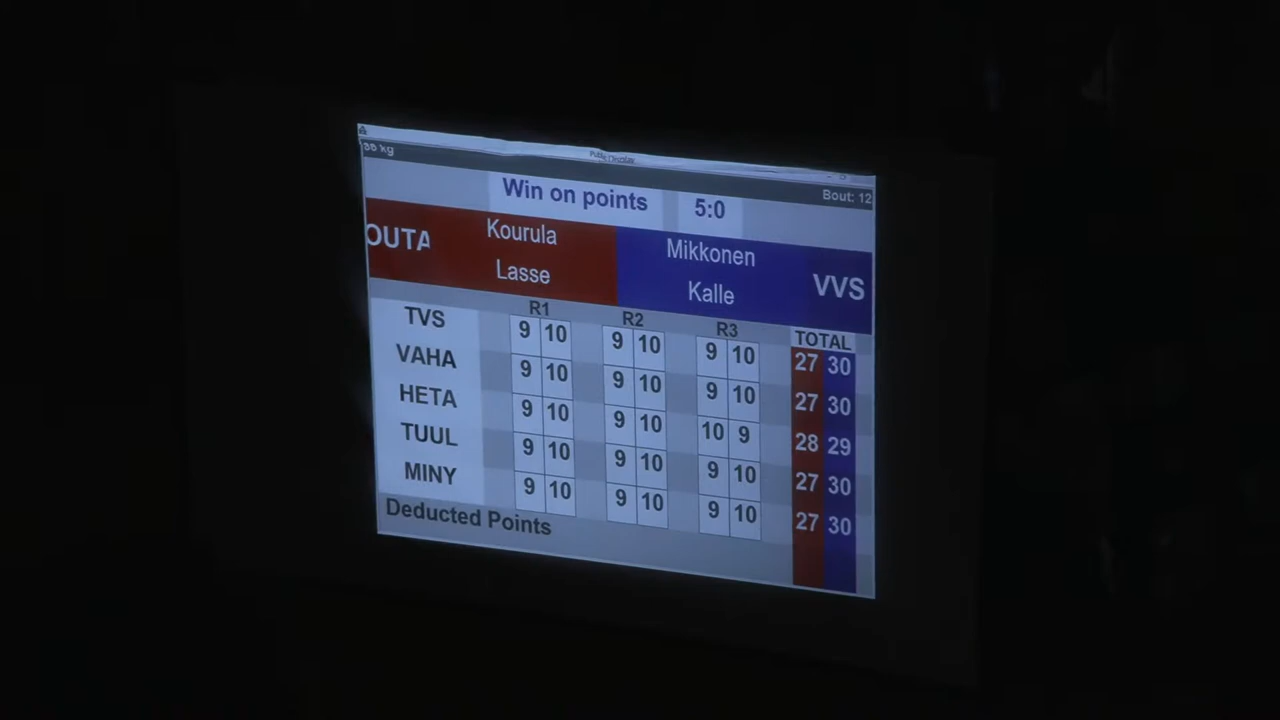 Bout: 12
Win on points 5:0
OUTA Kourula Lasse Mikkonen Kalle VVS
R1 R2 R3 TOTAL
TVS 9 10 9 10 9 10 27 30
VAHA 9 10 9 10 9 10 27 30
HETA 9 10 9 10 10 9 28 29
TUUL 9 10 9 10 9 10 27 30
MINY 9 10 9 10 9 10 27 30
Deducted Points